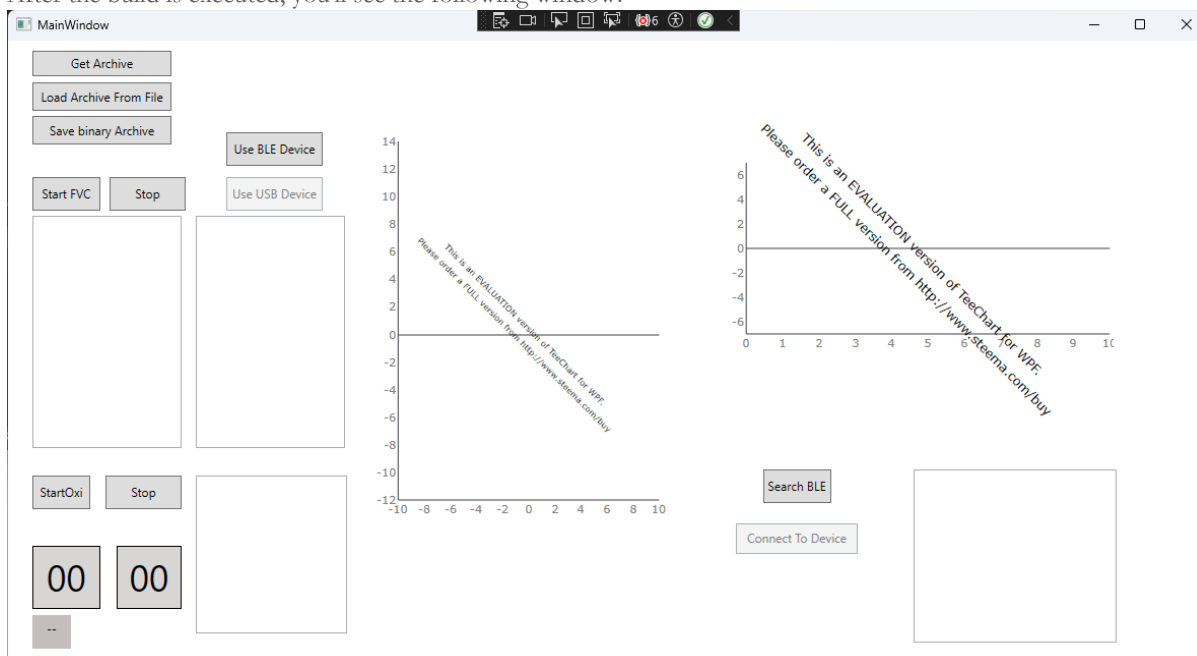 After the build is executed, you'll see the following window:
MainWindow
6
Get Archive
Load Archive From File
Save binary Archive
Use BLE Device
Start FVC
Stop
Use USB Device
14
12
10
8
6
4
2
0
-2
-4
-6
-8
-10
-12
-10 -8 -6 -4 -2 0 2 4 6 8 10
This is an EVALUATION version of TeeChart for WPF.
Please order a FULL version from http://www.steema.com/buy
6
4
2
0
-2
-4
-6
0 1 2 3 4 5 6 7 8 9 10
This is an EVALUATION version of TeeChart for WPF.
Please order a FULL version from http://www.steema.com/buy
StartOxi
Stop
Search BLE
Connect To Device
00
00
--